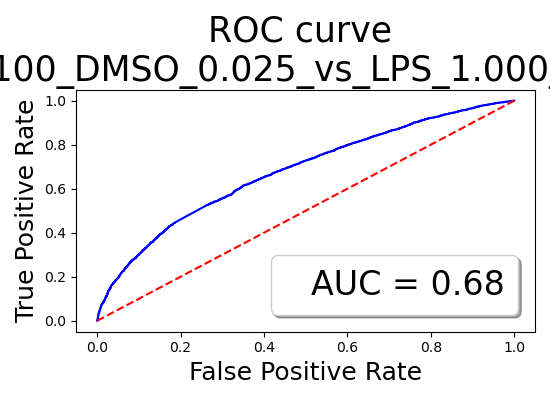 ROC curve
100_DMSO_0.025_vs_LPS_1.000_
True Positive Rate
1.0
0.8
0.6
0.4
0.2
0.0
AUC = 0.68
0.0 0.2 0.4 0.6 0.8 1.0
False Positive Rate